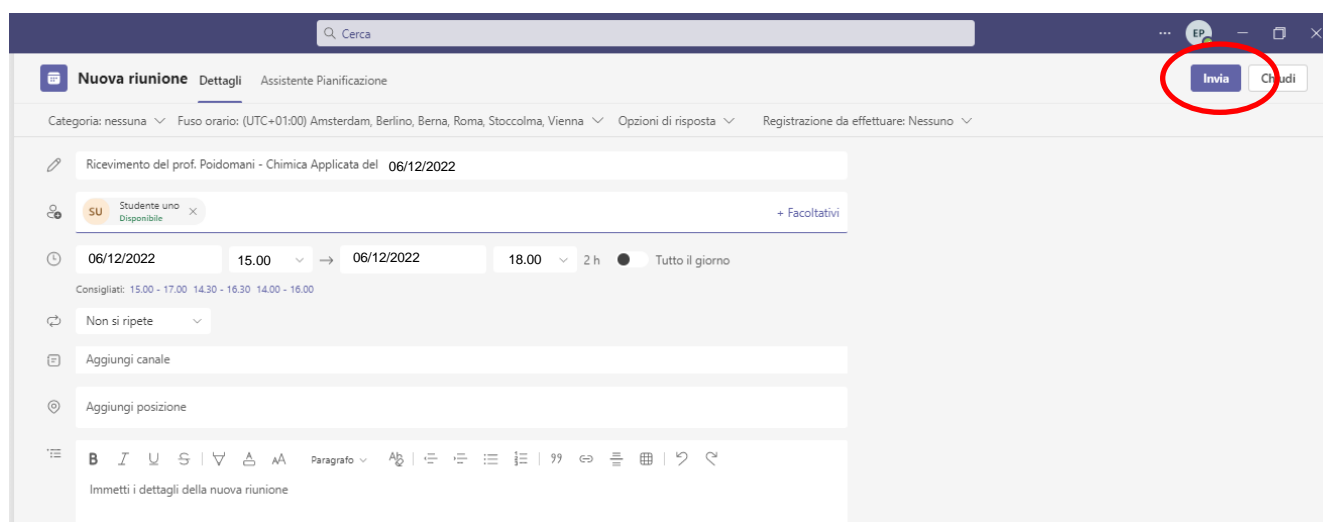 Cerca
EP
Nuova riunione Dettagli Assistente Pianificazione
Invia Chiudi
Categoria: nessuna Fuso orario: (UTC+01:00) Amsterdam, Berlino, Berna, Roma, Stoccolma, Vienna Opzioni di risposta Registrazione da effettuare: Nessuno
Ricevimento del prof. Poidomani - Chimica Applicata del 06/12/2022
SU Studente uno
Disponibile
+ Facoltativi
06/12/2022 15.00 → 06/12/2022 18.00 2 h Tutto il giorno
Consigliati: 15.00 - 17.00 14.30 - 16.30 14.00 - 16.00
Non si ripete
Aggiungi canale
Aggiungi posizione
B I U S A AA Paragrafo Ab 99
Immetti i dettagli della nuova riunione